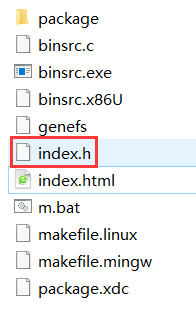 package
binsrc.c
binsrc.exe
binsrc.x86U
genefs
index.h
index.html
m.bat
makefile.linux
makefile.mingw
package.xdc